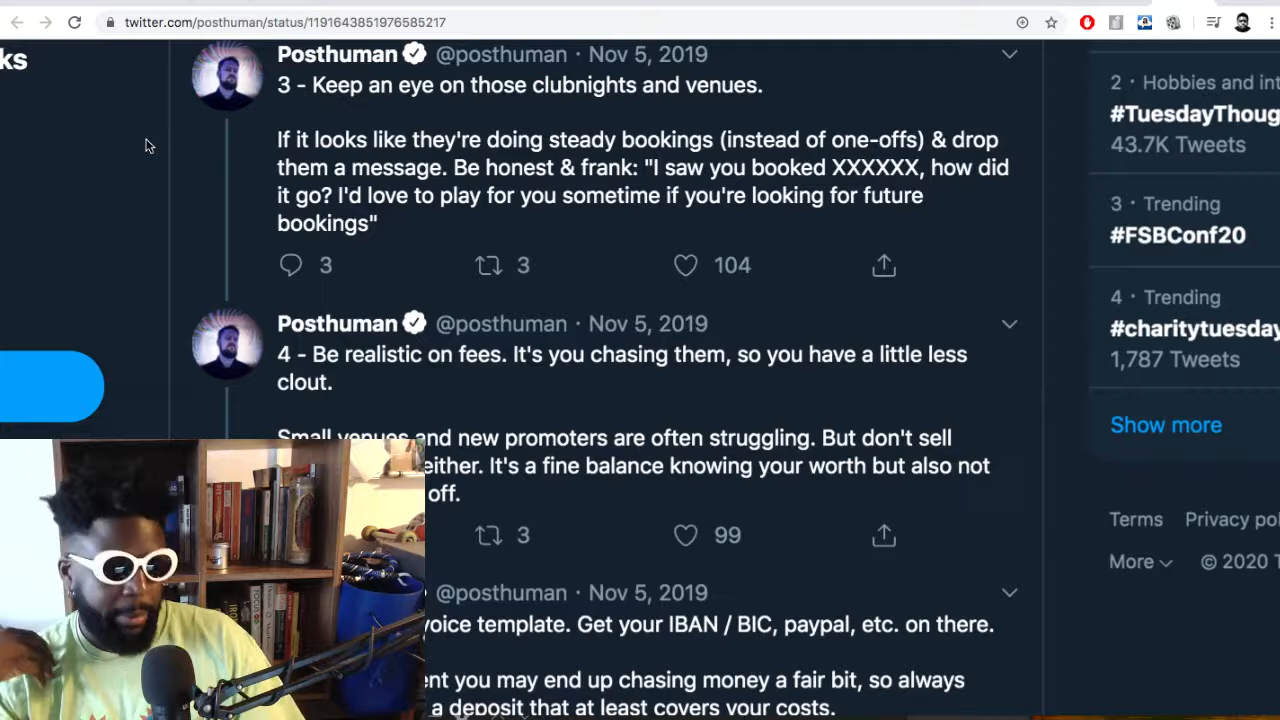 twitter.com/posthuman/status/1191643851976585217
ks
Posthuman @posthuman · Nov 5, 2019
3 - Keep an eye on those clubnights and venues.
If it looks like they're doing steady bookings (instead of one-offs) & drop
them a message. Be honest & frank: "I saw you booked XXXXXX, how did
it go? I'd love to play for you sometime if you're looking for future
bookings"
3 3 104
Posthuman @posthuman · Nov 5, 2019
4 - Be realistic on fees. It's you chasing them, so you have a little less
clout.
Small venues and new promoters are often struggling. But don't sell
either. It's a fine balance knowing your worth but also not
off.
3 99
@posthuman · Nov 5, 2019
voice template. Get your IBAN / BIC, paypal, etc. on there.
nt you may end up chasing money a fair bit, so always
a deposit that at least covers your costs.
2 · Hobbies and int
#TuesdayThoug
43.7K Tweets
3 · Trending
#FSBConf20
4 · Trending
#charitytuesday
1,787 Tweets
Show more
Terms Privacy pol
More © 2020 T